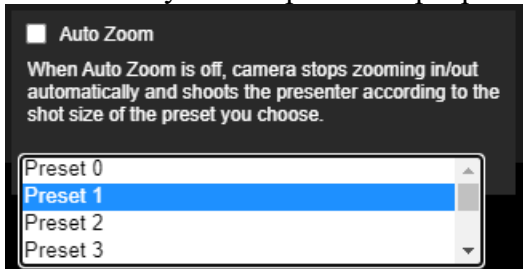 Auto Zoom
When Auto Zoom is off, camera stops zooming in/out
automatically and shoots the presenter according to the
shot size of the preset you choose.
Preset 0
Preset 1
Preset 2
Preset 3